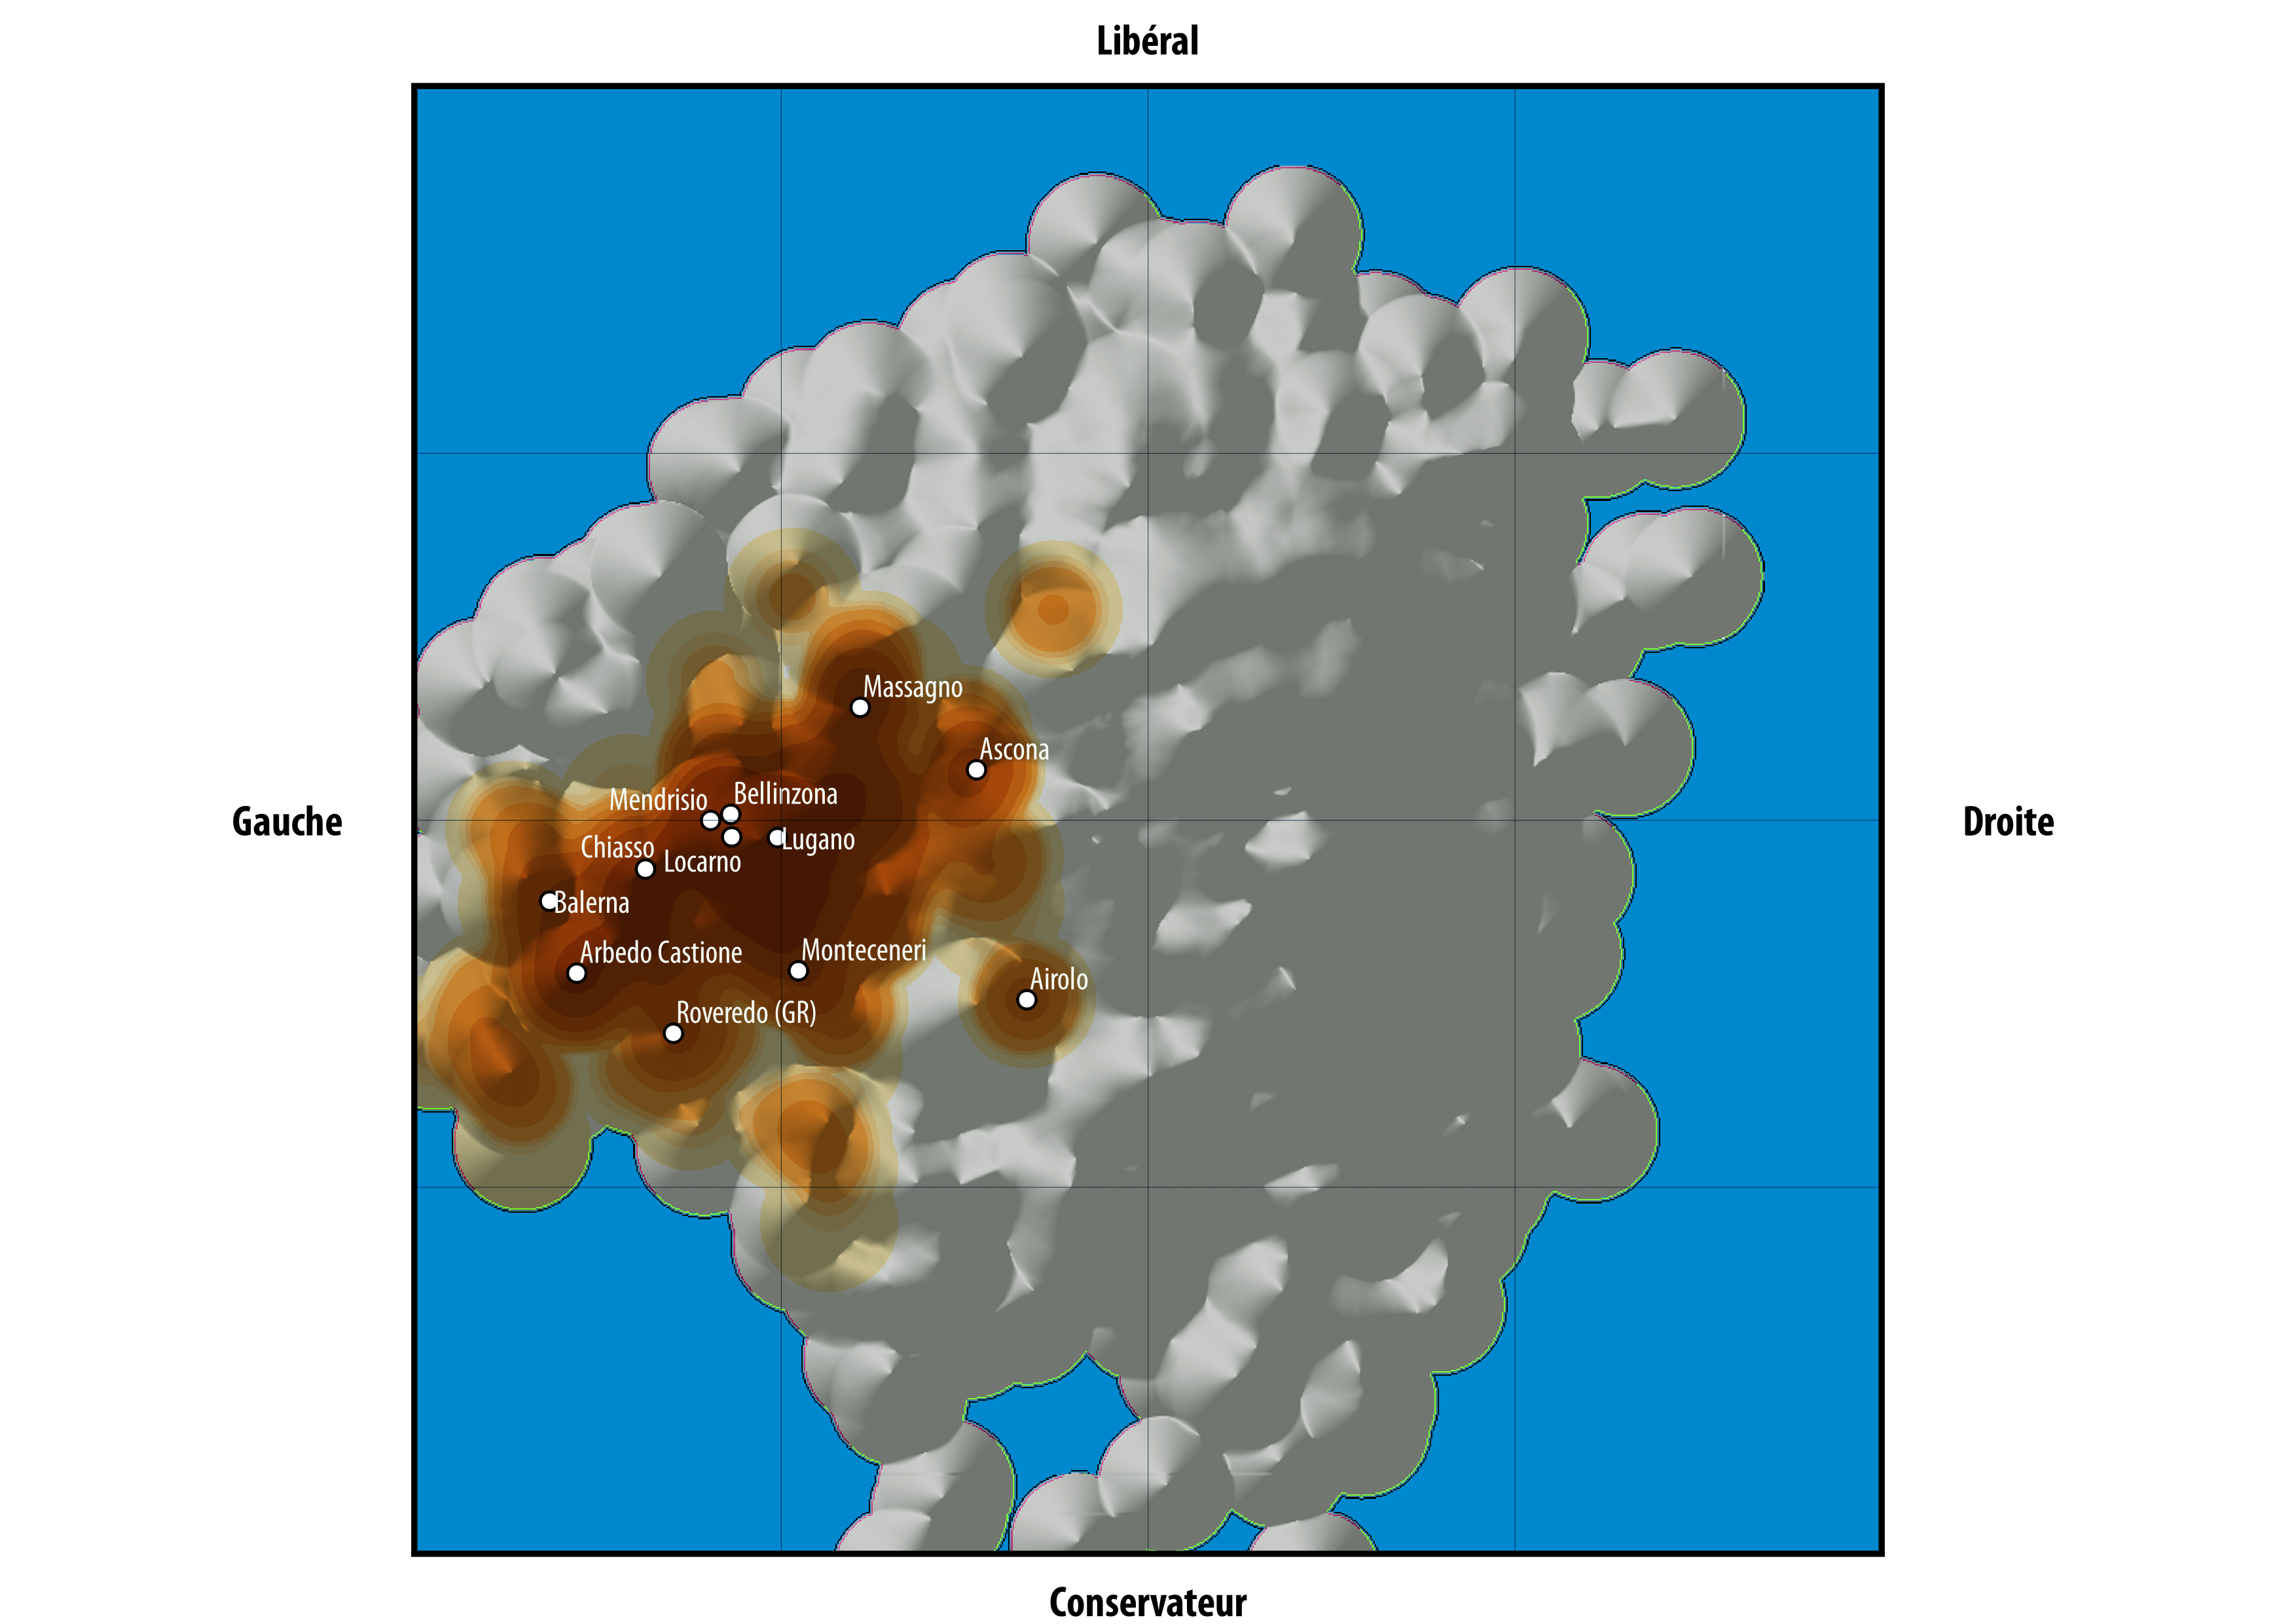 Libéral
Massagno
Ascona
Bellinzona
Mendrisio
Gauche
Droite
Lugano
Chiasso
Locarno
Balerna
Arbedo Castione
Monteceneri
Airolo
Roveredo (GR)
Conservateur